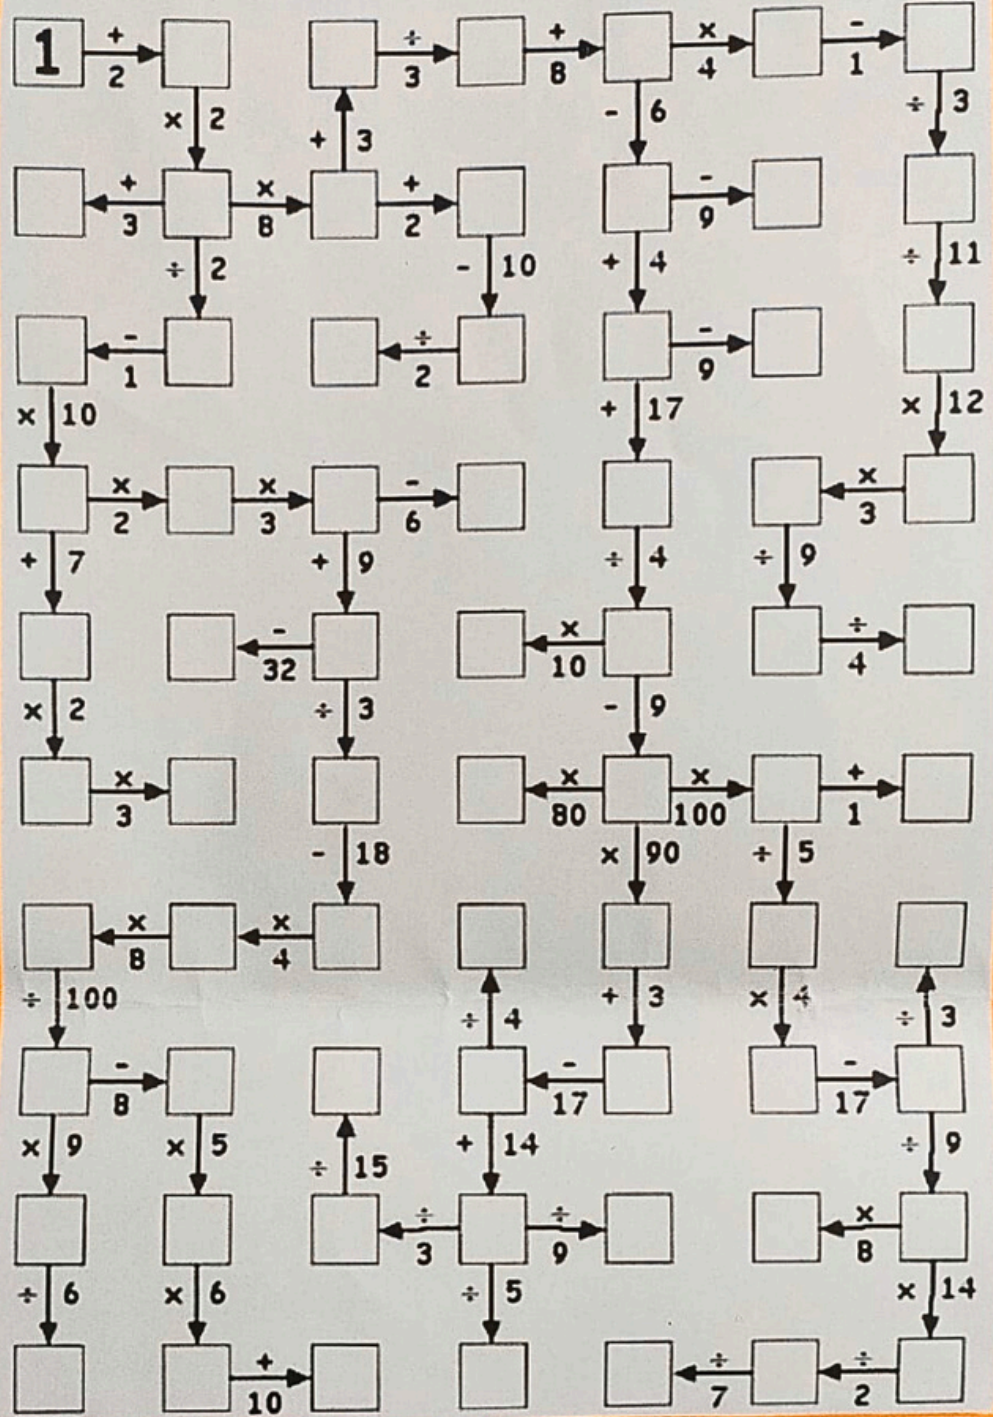 1 + 2 ÷ 3 + 8 × 4 - 1
× 2 + 3 - 6 ÷ 3
+ 3 × 8 + 2 - 9
÷ 2 - 10 + 4 ÷ 11
- 1 ÷ 2 - 9
× 10 + 17 × 12
× 2 × 3 - 6 × 3
+ 7 + 9 ÷ 4 ÷ 9
- 32 × 10 ÷ 4
× 2 ÷ 3 - 9
× 3 × 80 × 100 + 1
- 18 × 90 ÷ 5
× 8 × 4
÷ 100 ÷ 4 + 3 × 4 ÷ 3
- 8 - 17 - 17
× 9 × 5 ÷ 15 + 14 ÷ 9
÷ 3 ÷ 9 × 8
÷ 6 × 6 ÷ 5 × 14
+ 10 ÷ 7 ÷ 2